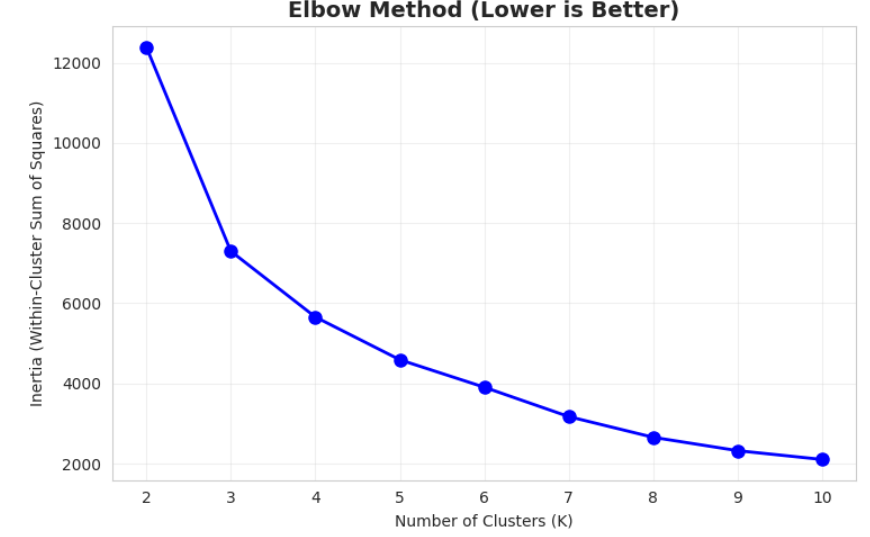 Elbow Method (Lower is Better)
Inertia (Within-Cluster Sum of Squares)
12000
10000
8000
6000
4000
2000
2 3 4 5 6 7 8 9 10
Number of Clusters (K)